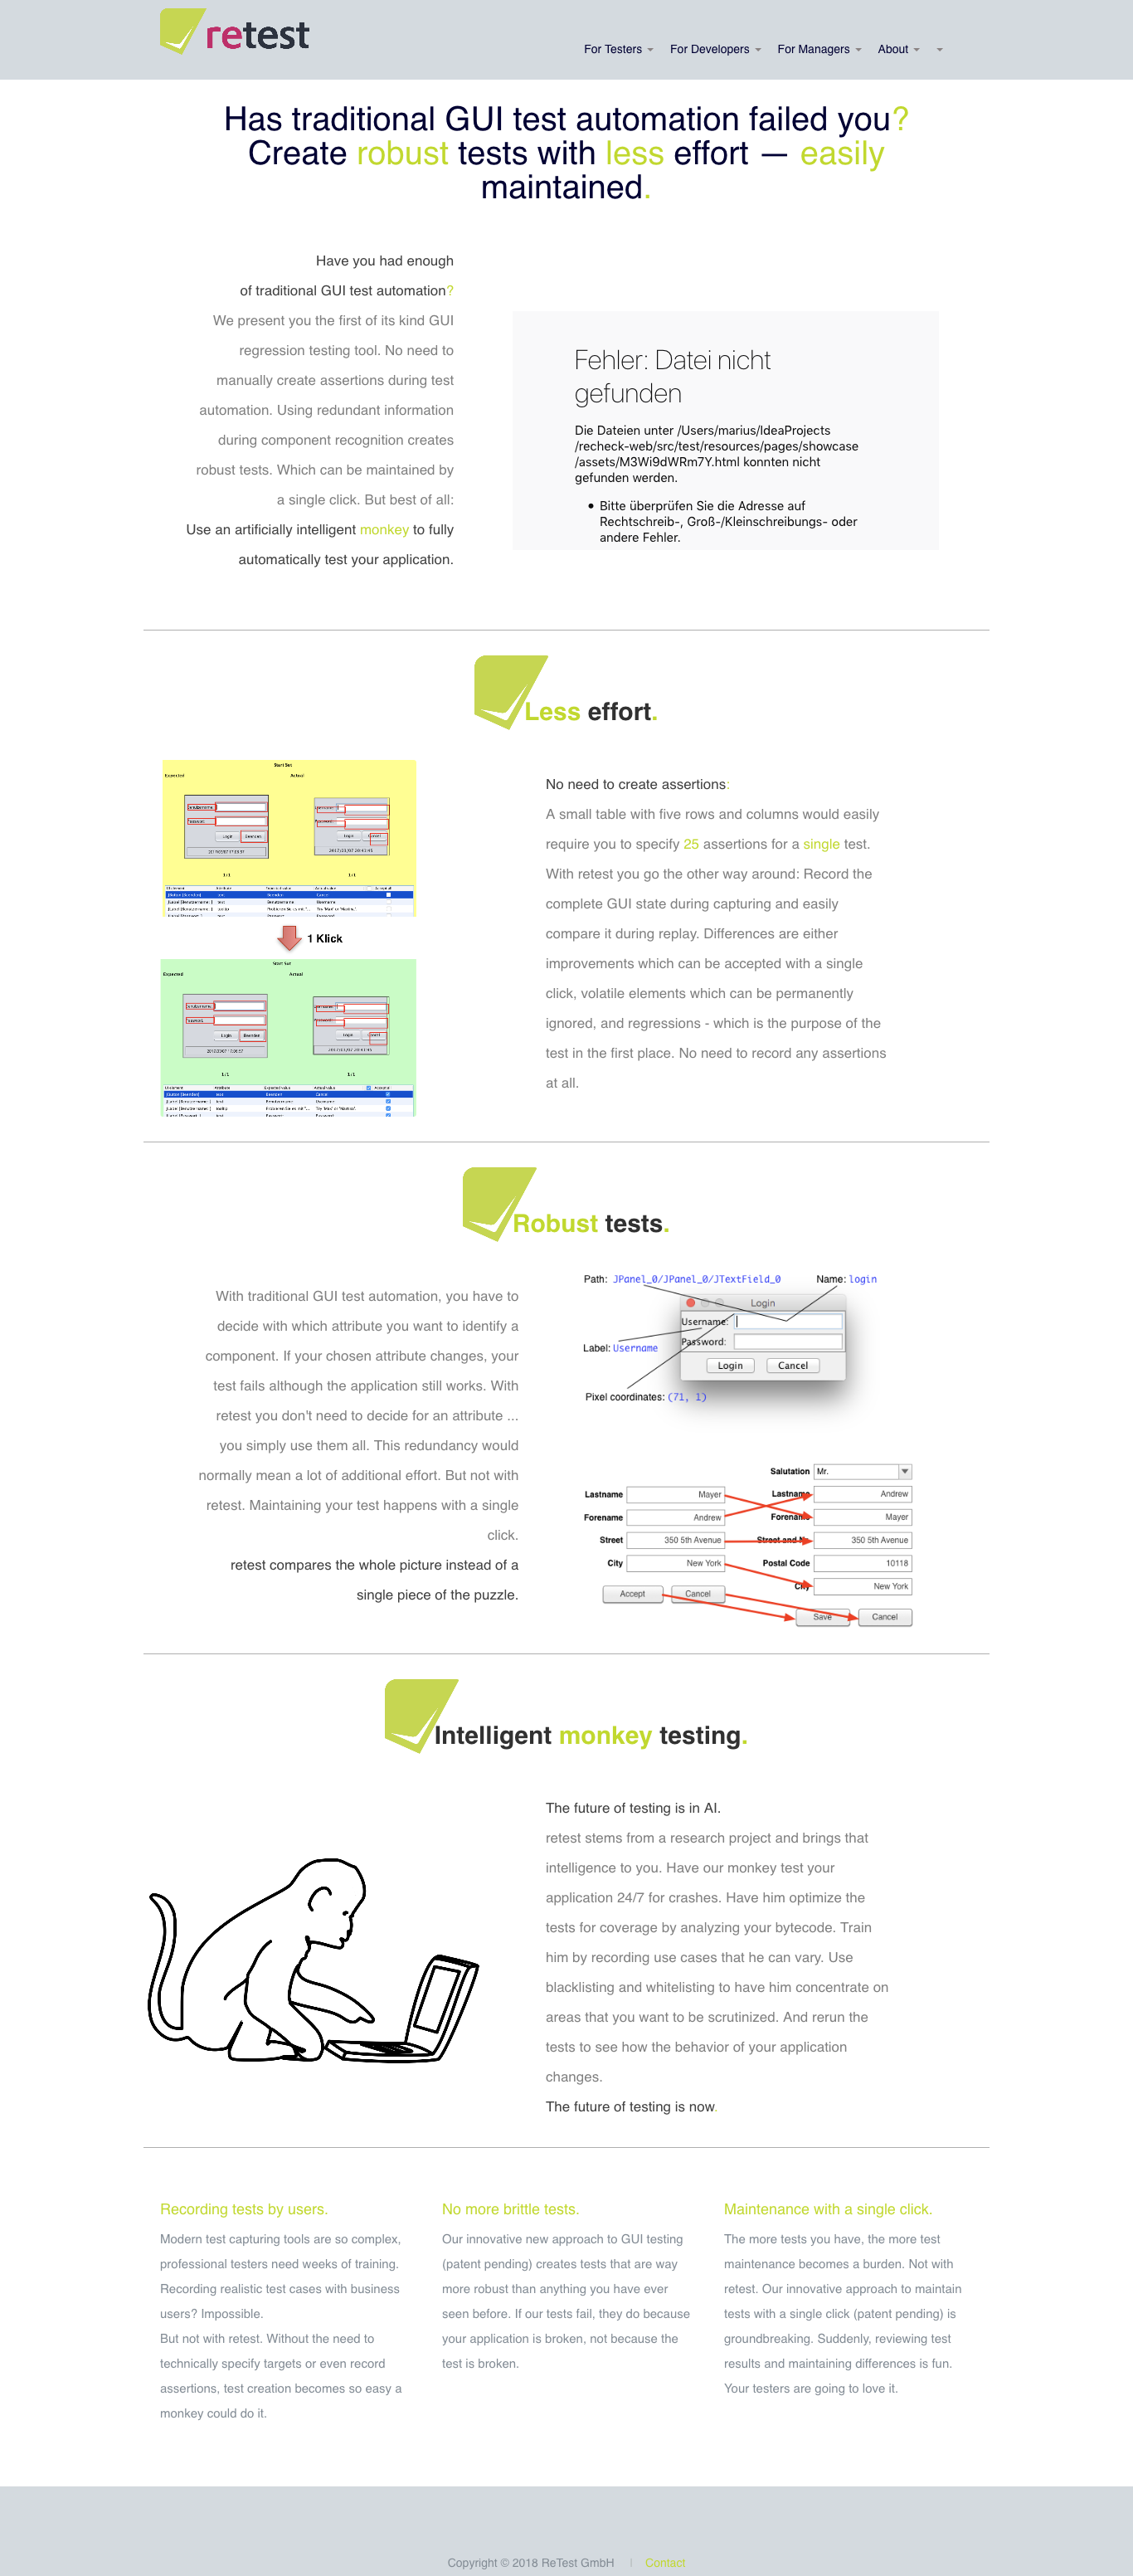 retest
For Testers
For Developers
For Managers
About
Has traditional GUI test automation failed you?
Create robust tests with less effort — easily
maintained.
Have you had enough
of traditional GUI test automation?
We present you the first of its kind GUI
regression testing tool. No need to
manually create assertions during test
automation. Using redundant information
during component recognition creates
robust tests. Which can be maintained by
a single click. But best of all:
Use an artificially intelligent monkey to fully
automatically test your application.
Fehler: Datei nicht
gefunden
Die Dateien unter /Users/marius/IdeaProjects
/recheck-web/src/test/resources/pages/showcase
/assets/M3Wi9dWRm7Y.html konnten nicht
gefunden werden.
• Bitte überprüfen Sie die Adresse auf
Rechtschreib-, Groß-/Kleinschreibungs- oder
andere Fehler.
Less effort.
Start Set
Expected
Actual
Login
1/1
1/1
1 Klick
Start Set
Expected
Actual
Login
1/1
1/1
No need to create assertions:
A small table with five rows and columns would easily
require you to specify 25 assertions for a single test.
With retest you go the other way around: Record the
complete GUI state during capturing and easily
compare it during replay. Differences are either
improvements which can be accepted with a single
click, volatile elements which can be permanently
ignored, and regressions - which is the purpose of the
test in the first place. No need to record any assertions
at all.
Robust tests.
With traditional GUI test automation, you have to
decide with which attribute you want to identify a
component. If your chosen attribute changes, your
test fails although the application still works. With
retest you don't need to decide for an attribute ...
you simply use them all. This redundancy would
normally mean a lot of additional effort. But not with
retest. Maintaining your test happens with a single
click.
retest compares the whole picture instead of a
single piece of the puzzle.
Path: JPanel_0/JPanel_0/JTextField_0
Name: login
Login
Username:
Password:
Label: Username
Login
Cancel
Pixel coordinates: (71, 1)
Salutation Mr.
Lastname Mayer
Lastname Andrew
Forename Andrew
Forename Mayer
Street 350 5th Avenue
Street and N 350 5th Avenue
City New York
Postal Code 10118
City New York
Accept
Cancel
Save
Cancel
Intelligent monkey testing.
The future of testing is in AI.
retest stems from a research project and brings that
intelligence to you. Have our monkey test your
application 24/7 for crashes. Have him optimize the
tests for coverage by analyzing your bytecode. Train
him by recording use cases that he can vary. Use
blacklisting and whitelisting to have him concentrate on
areas that you want to be scrutinized. And rerun the
tests to see how the behavior of your application
changes.
The future of testing is now.
Recording tests by users.
Modern test capturing tools are so complex,
professional testers need weeks of training.
Recording realistic test cases with business
users? Impossible.
But not with retest. Without the need to
technically specify targets or even record
assertions, test creation becomes so easy a
monkey could do it.
No more brittle tests.
Our innovative new approach to GUI testing
(patent pending) creates tests that are way
more robust than anything you have ever
seen before. If our tests fail, they do because
your application is broken, not because the
test is broken.
Maintenance with a single click.
The more tests you have, the more test
maintenance becomes a burden. Not with
retest. Our innovative approach to maintain
tests with a single click (patent pending) is
groundbreaking. Suddenly, reviewing test
results and maintaining differences is fun.
Your testers are going to love it.
Copyright © 2018 ReTest GmbH | Contact